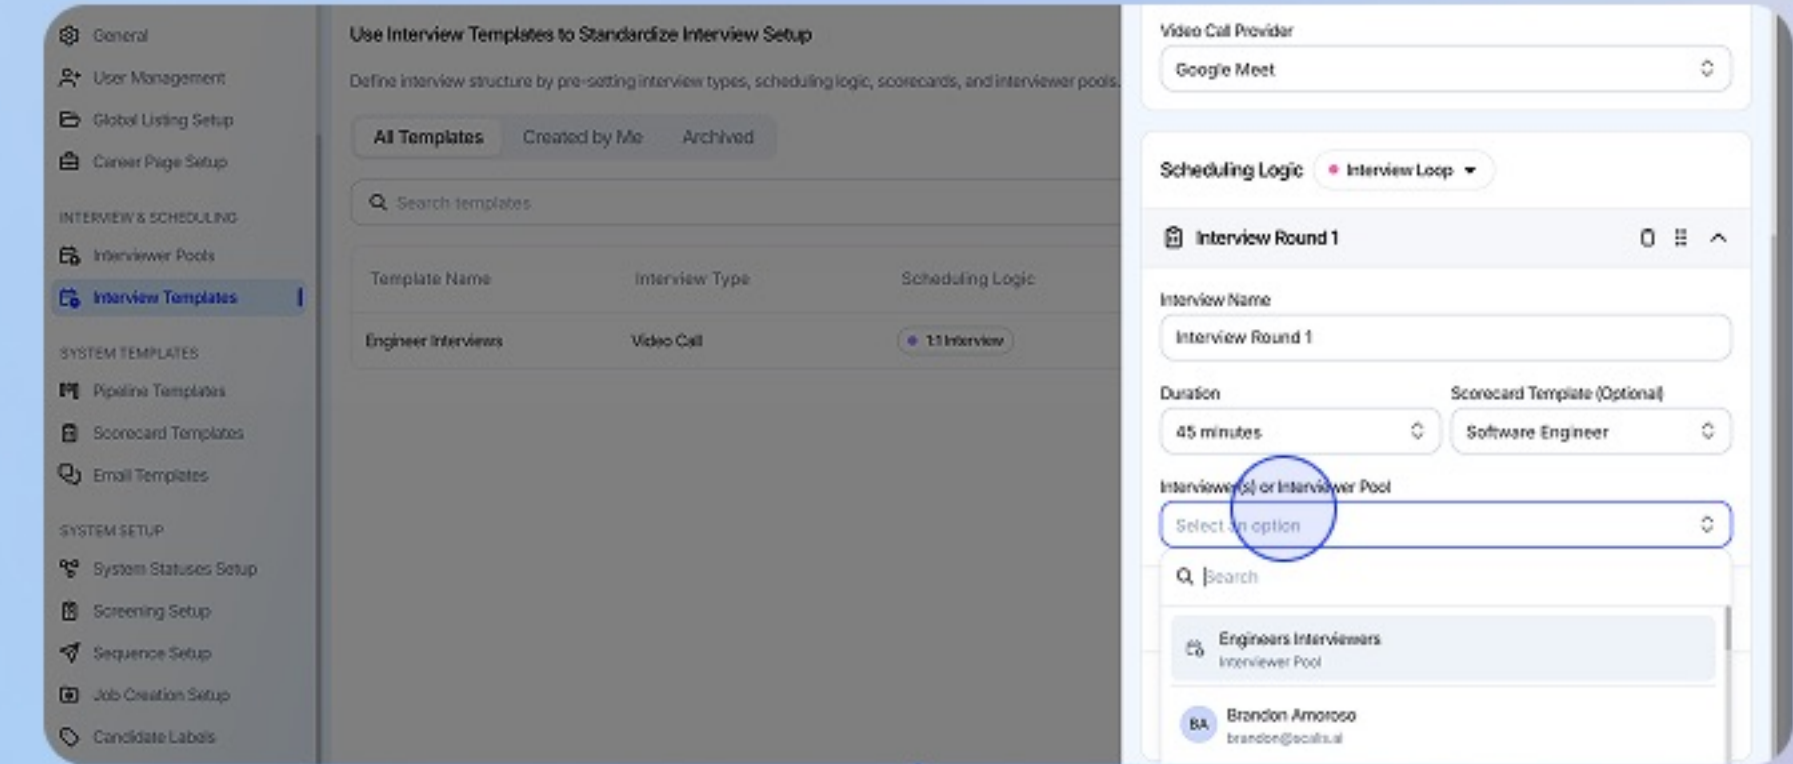 General
User Management
Global Listing Setup
Career Page Setup
INTERVIEW & SCHEDULING
Interviewer Pools
Interview Templates
SYSTEM TEMPLATES
Pipeline Templates
Scorecard Templates
Email Templates
SYSTEM SETUP
System Statuses Setup
Screening Setup
Sequence Setup
Job Creation Setup
Candidate Labels
Use Interview Templates to Standardize Interview Setup
Define interview structure by pre-setting interview types, scheduling logic, scorecards, and interviewer pools.
All Templates Created by Me Archived
Search templates
Template Name Interview Type Scheduling Logic
Engineer Interviews Video Call 1:1 Interview
Video Call Provider
Google Meet
Scheduling Logic Interview Loop
Interview Round 1
Interview Name
Interview Round 1
Duration Scorecard Template (Optional)
45 minutes Software Engineer
Interviewer(s) or Interviewer Pool
Select an option
Search
Engineers Interviewers
Interviewer Pool
BA Brandon Amoroso
brandon@scalis.ai